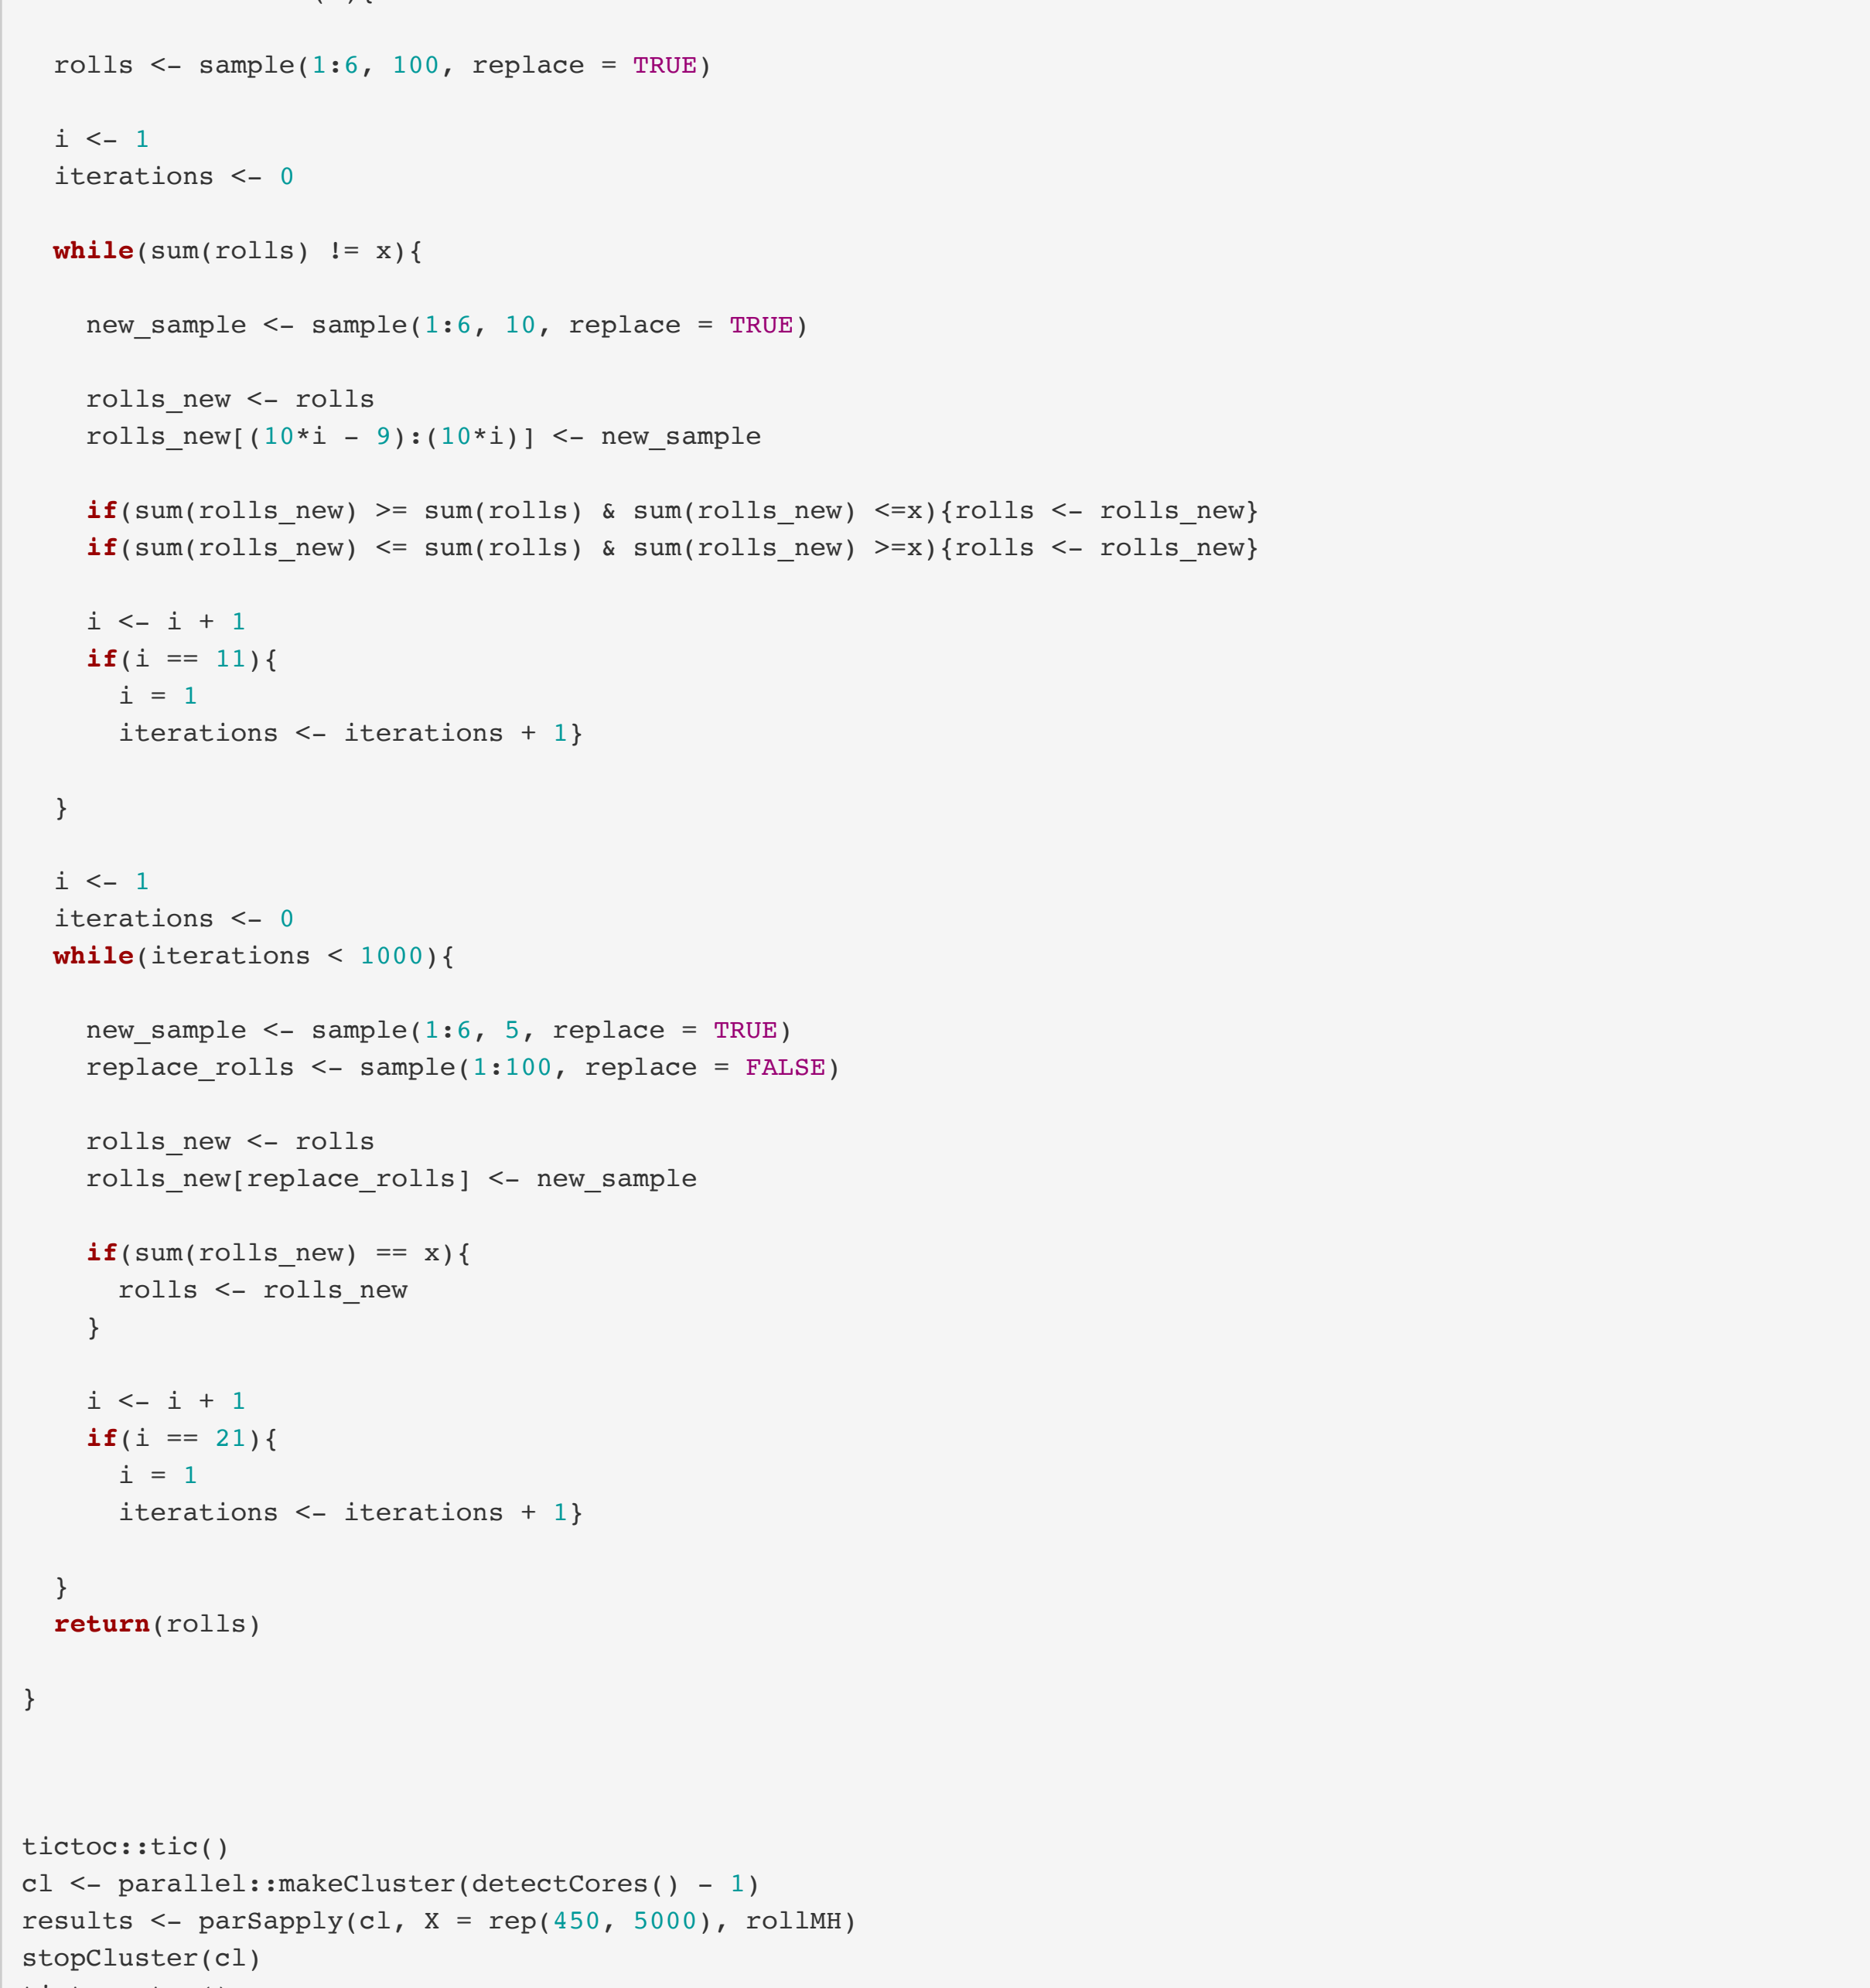 rolls <- sample(1:6, 100, replace = TRUE)
i <- 1
iterations <- 0
while(sum(rolls) != x){
new_sample <- sample(1:6, 10, replace = TRUE)
rolls_new <- rolls
rolls_new[(10*i - 9):(10*i)] <- new_sample
if(sum(rolls_new) >= sum(rolls) & sum(rolls_new) <=x){rolls <- rolls_new}
if(sum(rolls_new) <= sum(rolls) & sum(rolls_new) >=x){rolls <- rolls_new}
i <- i + 1
if(i == 11){
i = 1
iterations <- iterations + 1}
}
i <- 1
iterations <- 0
while(iterations < 1000){
new_sample <- sample(1:6, 5, replace = TRUE)
replace_rolls <- sample(1:100, replace = FALSE)
rolls_new <- rolls
rolls_new[replace_rolls] <- new_sample
if(sum(rolls_new) == x){
rolls <- rolls_new
}
i <- i + 1
if(i == 21){
i = 1
iterations <- iterations + 1}
}
return(rolls)
}
tictoc::tic()
cl <- parallel::makeCluster(detectCores() - 1)
results <- parSapply(cl, X = rep(450, 5000), rollMH)
stopCluster(cl)